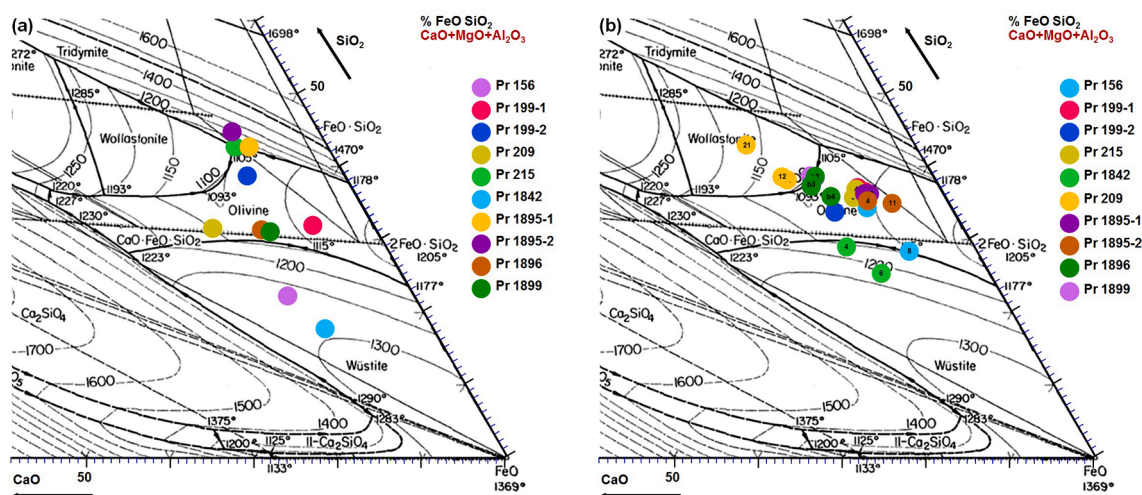 (a)
% FeO SiO₂
CaO+MgO+Al₂O₃
SiO₂
1698°
1600
1400
1200
Tridymite
1272°
onite
1285°
50
FeO·SiO₂
Wollastonite
1470°
1105°
1178°
1250
1150
1100
1220°
1193°
1093
1227°
Olivine
1230°
CaO·FeO·SiO₂
1115°
2FeO·SiO₂
1205°
1223°
1200
1177°
Ca₂SiO₄
1300
1700
Wüstite
1600
1500
1290°
1283°
1375°
1400
1200°
1125°
II-Ca₂SiO₄
CaO
50
1133°
FeO
1369°
Pr 156
Pr 199-1
Pr 199-2
Pr 209
Pr 215
Pr 1842
Pr 1895-1
Pr 1895-2
Pr 1896
Pr 1899
(b)
% FeO SiO₂
CaO+MgO+Al₂O₃
SiO₂
1698°
1600
1400
1200
Tridymite
272°
onite
1285°
50
FeO·SiO₂
Wollastonite
21
1470°
1105°
1178°
1250
1150
12
b3
b4
4
11
1220°
1193°
1093
1227°
1230°
CaO·FeO·SiO₂
4
8
2FeO·SiO₂
1205°
1223°
6
1177°
Ca₂SiO₄
1300
1700
Wüstite
1600
1500
1290°
1283°
1375°
1400
1200°
1125°
II-Ca₂SiO₄
CaO
50
1133°
FeO
1369°
Pr 156
Pr 199-1
Pr 199-2
Pr 215
Pr 1842
Pr 209
Pr 1895-1
Pr 1895-2
Pr 1896
Pr 1899